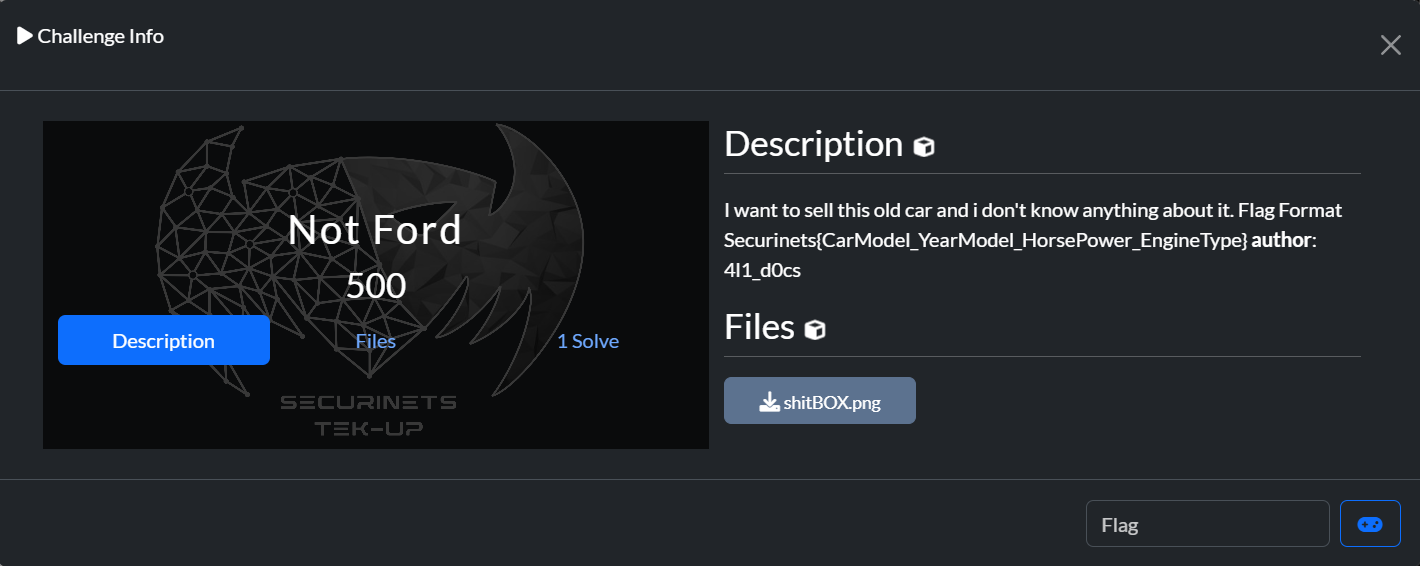 Challenge Info
Not Ford
500
Description
Files
1 Solve
SECURINETS
TEK-UP
Description
I want to sell this old car and i don't know anything about it. Flag Format
Securinets{CarModel_YearModel_HorsePower_EngineType} author:
4l1_d0cs
Files
shitBOX.png
Flag